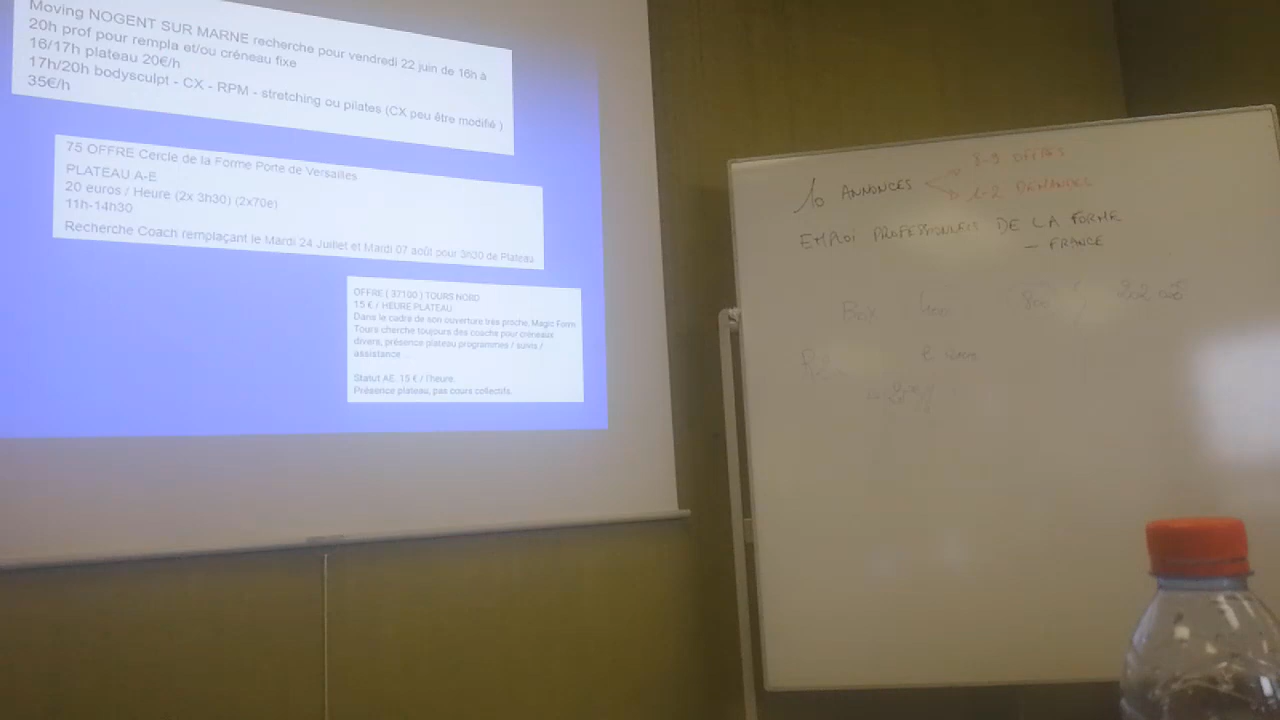 Moving NOGENT SUR MARNE recherche pour vendredi 22 juin de 16h à
20h prof pour rempla et/ou créneau fixe
16/17h plateau 20€/h
17h/20h bodysculpt - CX - RPM - stretching ou pilates (CX peu être modifié )
35€/h
75 OFFRE Cercle de la Forme Porte de Versailles
PLATEAU A-E
20 euros / Heure (2x 3h30) (2x70e)
11h-14h30
Recherche Coach remplaçant le Mardi 24 Juillet et Mardi 07 août pour 3h30 de Plateau
OFFRE ( 37100 ) TOURS NORD
15 € / HEURE PLATEAU
Dans le cadre de son ouverture très proche, Magic Form
Tours cherche toujours des coachs pour créneaux
divers, présence plateau programmes / suivis /
assistance ...
Statut AE. 15 € / l'heure.
Présence plateau, pas cours collectifs.
8-9 OFFRES
10 ANNONCES
1-2 DEMANDES
EMPLOI PROFESSIONNELS DE LA FORME
- FRANCE